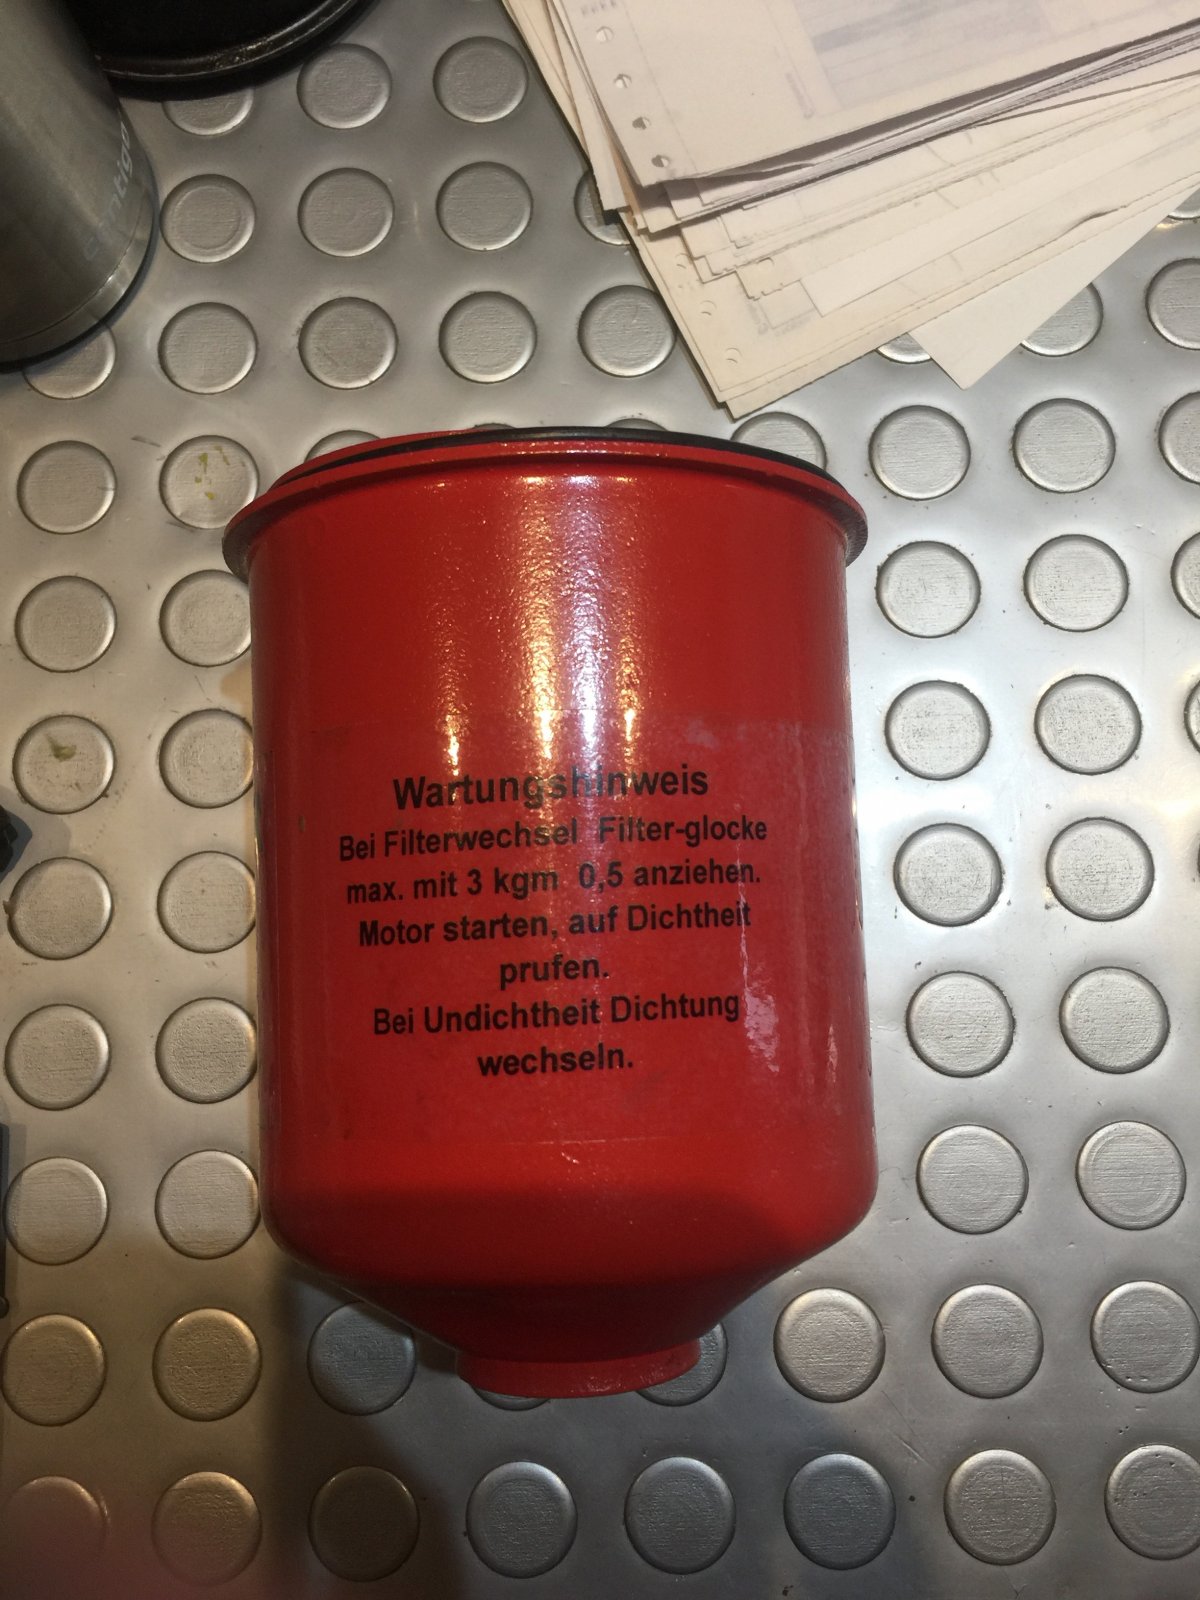 Wartungshinweis
Bei Filterwechsel Filter-glocke
max. mit 3 kgm 0,5 anziehen.
Motor starten, auf Dichtheit
prufen.
Bei Undichtheit Dichtung
wechseln.